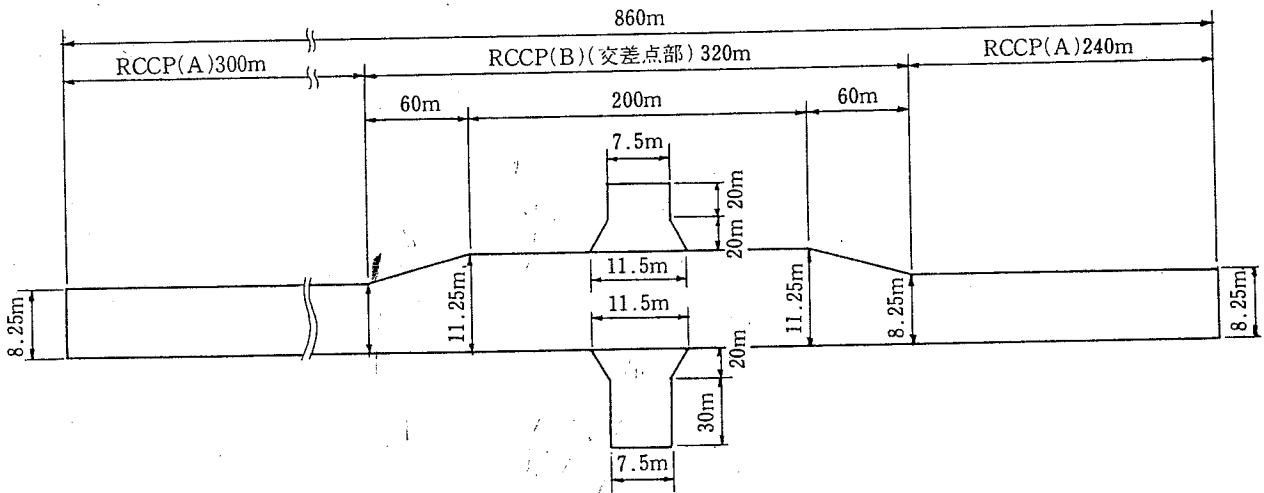 860m
RCCP(A)300m
RCCP(B)(交差点部)320m
RCCP(A)240m
60m
200m
60m
7.5m
20m
20m
11.5m
11.5m
8.25m
11.25m
11.25m
8.25m
8.25m
20m
30m
7.5m